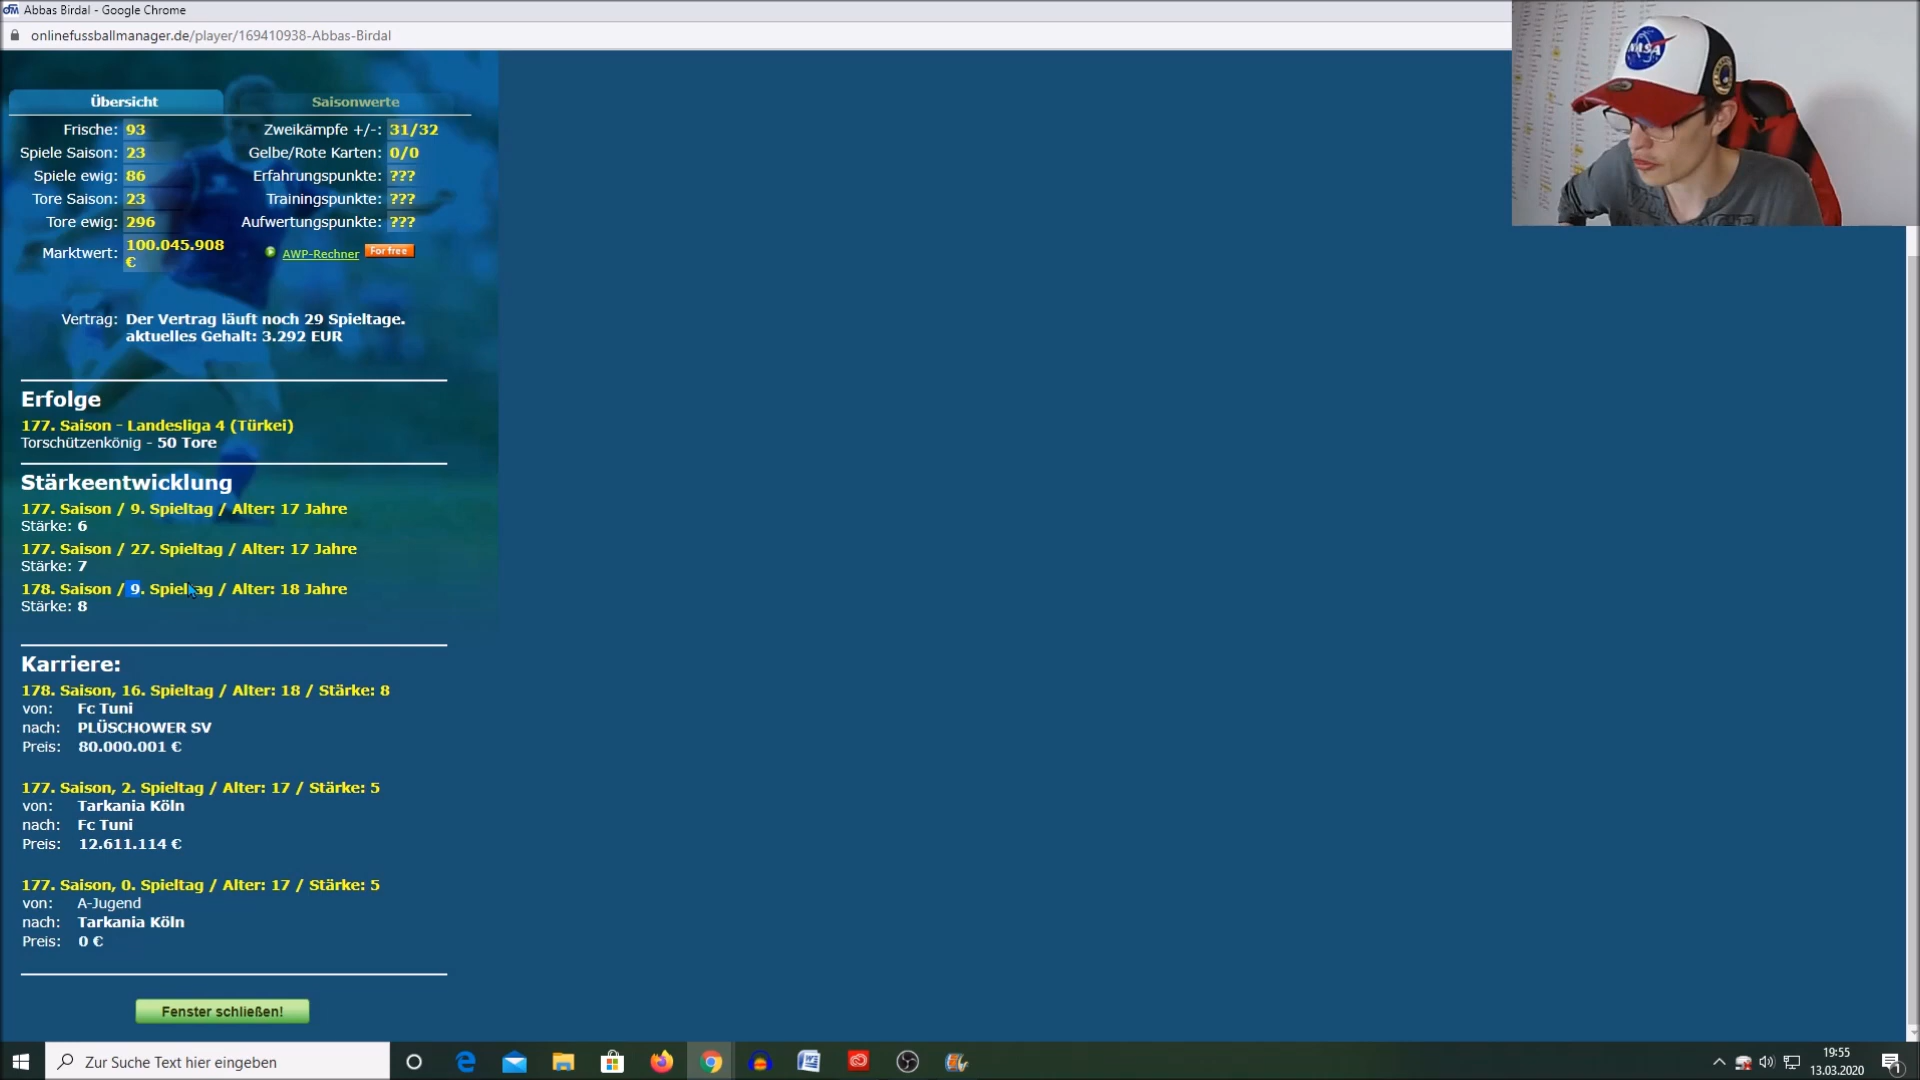 Abbas Birdal - Google Chrome
onlinefussballmanager.de/player/169410938-Abbas-Birdal
Übersicht
Saisonwerte
Frische: 93
Zweikämpfe +/-: 31/32
Spiele Saison: 23
Gelbe/Rote Karten: 0/0
Spiele ewig: 86
Erfahrungspunkte: ???
Tore Saison: 23
Trainingspunkte: ???
Tore ewig: 296
Aufwertungspunkte: ???
Marktwert: 100.045.908 €
AWP-Rechner For free
Vertrag: Der Vertrag läuft noch 29 Spieltage.
aktuelles Gehalt: 3.292 EUR
Erfolge
177. Saison - Landesliga 4 (Türkei)
Torschützenkönig - 50 Tore
Stärkeentwicklung
177. Saison / 9. Spieltag / Alter: 17 Jahre
Stärke: 6
177. Saison / 27. Spieltag / Alter: 17 Jahre
Stärke: 7
178. Saison / 9. Spieltag / Alter: 18 Jahre
Stärke: 8
Karriere:
178. Saison, 16. Spieltag / Alter: 18 / Stärke: 8
von: Fc Tuni
nach: PLÜSCHOWER SV
Preis: 80.000.001 €
177. Saison, 2. Spieltag / Alter: 17 / Stärke: 5
von: Tarkania Köln
nach: Fc Tuni
Preis: 12.611.114 €
177. Saison, 0. Spieltag / Alter: 17 / Stärke: 5
von: A-Jugend
nach: Tarkania Köln
Preis: 0 €
Fenster schließen!
NASA
Zur Suche Text hier eingeben
19:55
13.03.2020
1